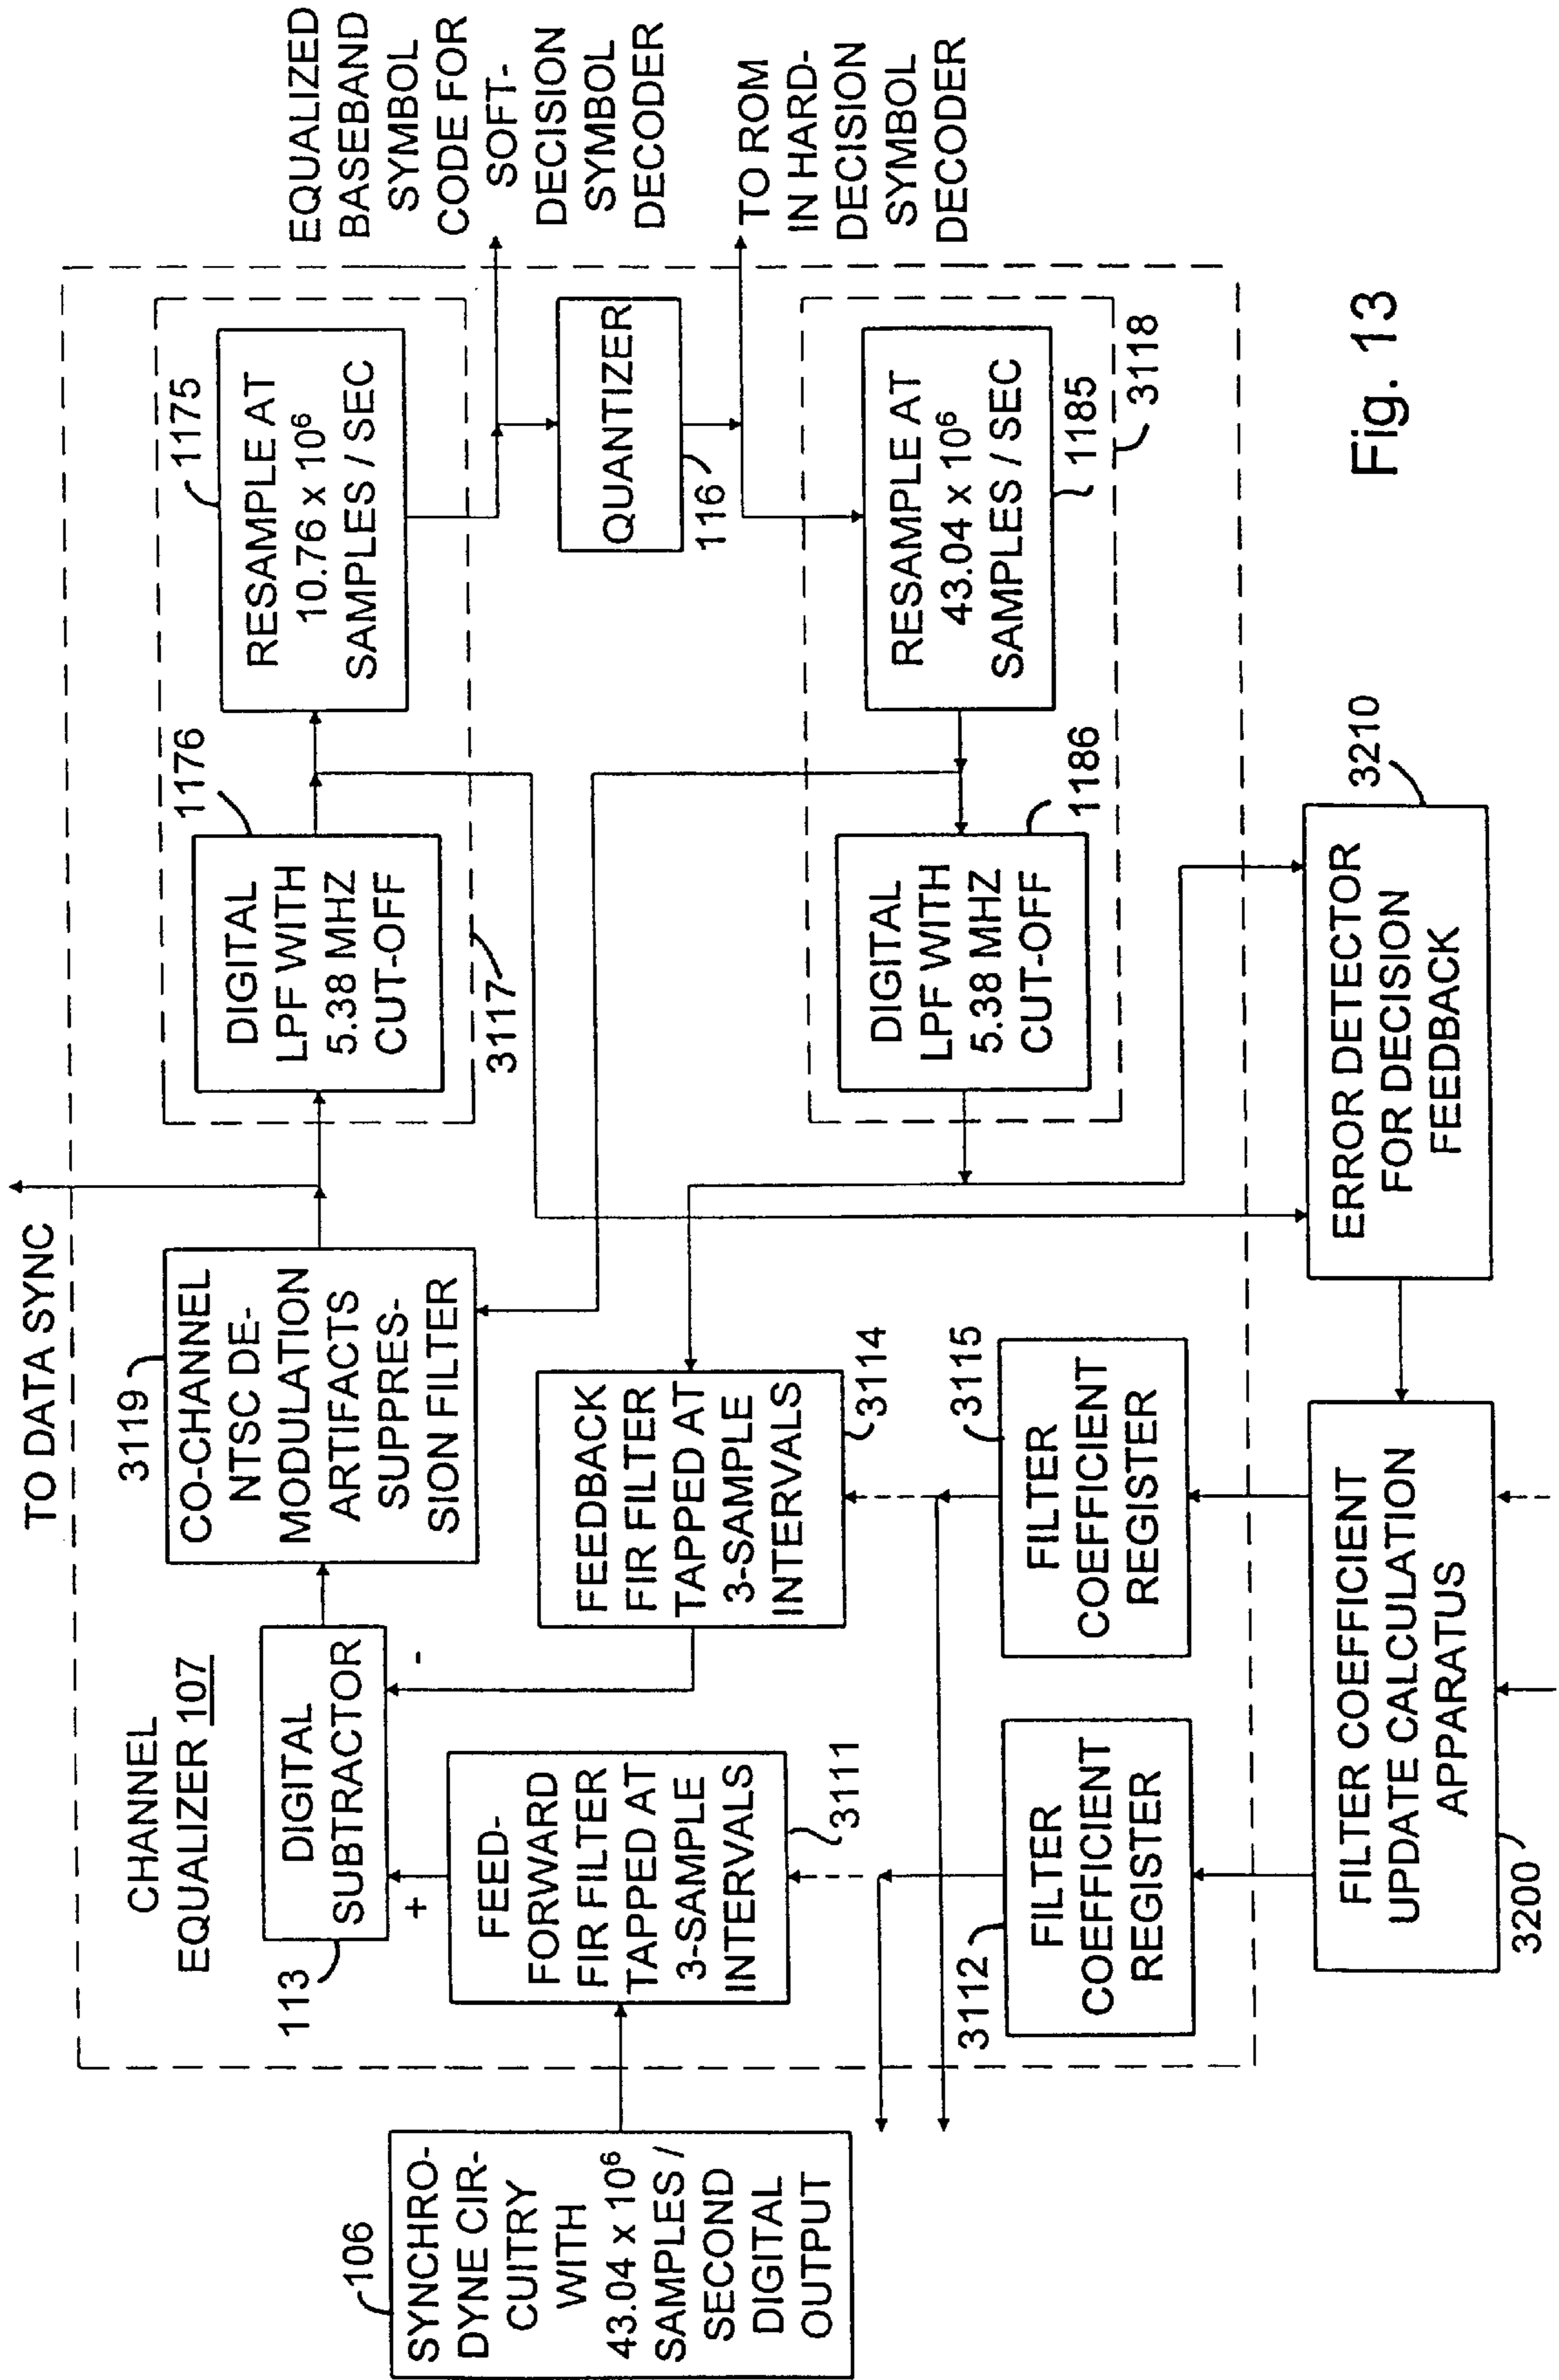 TO DATA SYNC
CHANNEL
EQUALIZER 107
106
SYNCHRO-
DYNE CIR-
CUITRY
WITH
43.04 x 10⁶
SAMPLES /
SECOND
DIGITAL
OUTPUT
113
DIGITAL
SUBTRACTOR
+
-
FEED-
FORWARD
FIR FILTER
TAPPED AT
3-SAMPLE
INTERVALS
3111
3119
CO-CHANNEL
NTSC DE-
MODULATION
ARTIFACTS
SUPPRES-
SION FILTER
FEEDBACK
FIR FILTER
TAPPED AT
3-SAMPLE
INTERVALS
3114
3112
FILTER
COEFFICIENT
REGISTER
3115
FILTER
COEFFICIENT
REGISTER
1176
DIGITAL
LPF WITH
5.38 MHZ
CUT-OFF
3117
1175
RESAMPLE AT
10.76 x 10⁶
SAMPLES / SEC
EQUALIZED
BASEBAND
SYMBOL
CODE FOR
SOFT-
DECISION
SYMBOL
DECODER
QUANTIZER
116
TO ROM
IN HARD-
DECISION
SYMBOL
DECODER
DIGITAL
LPF WITH
5.38 MHZ
CUT-OFF
1186
RESAMPLE AT
43.04 x 10⁶
SAMPLES / SEC
1185
3118
3200
FILTER COEFFICIENT
UPDATE CALCULATION
APPARATUS
3210
ERROR DETECTOR
FOR DECISION
FEEDBACK
Fig. 13